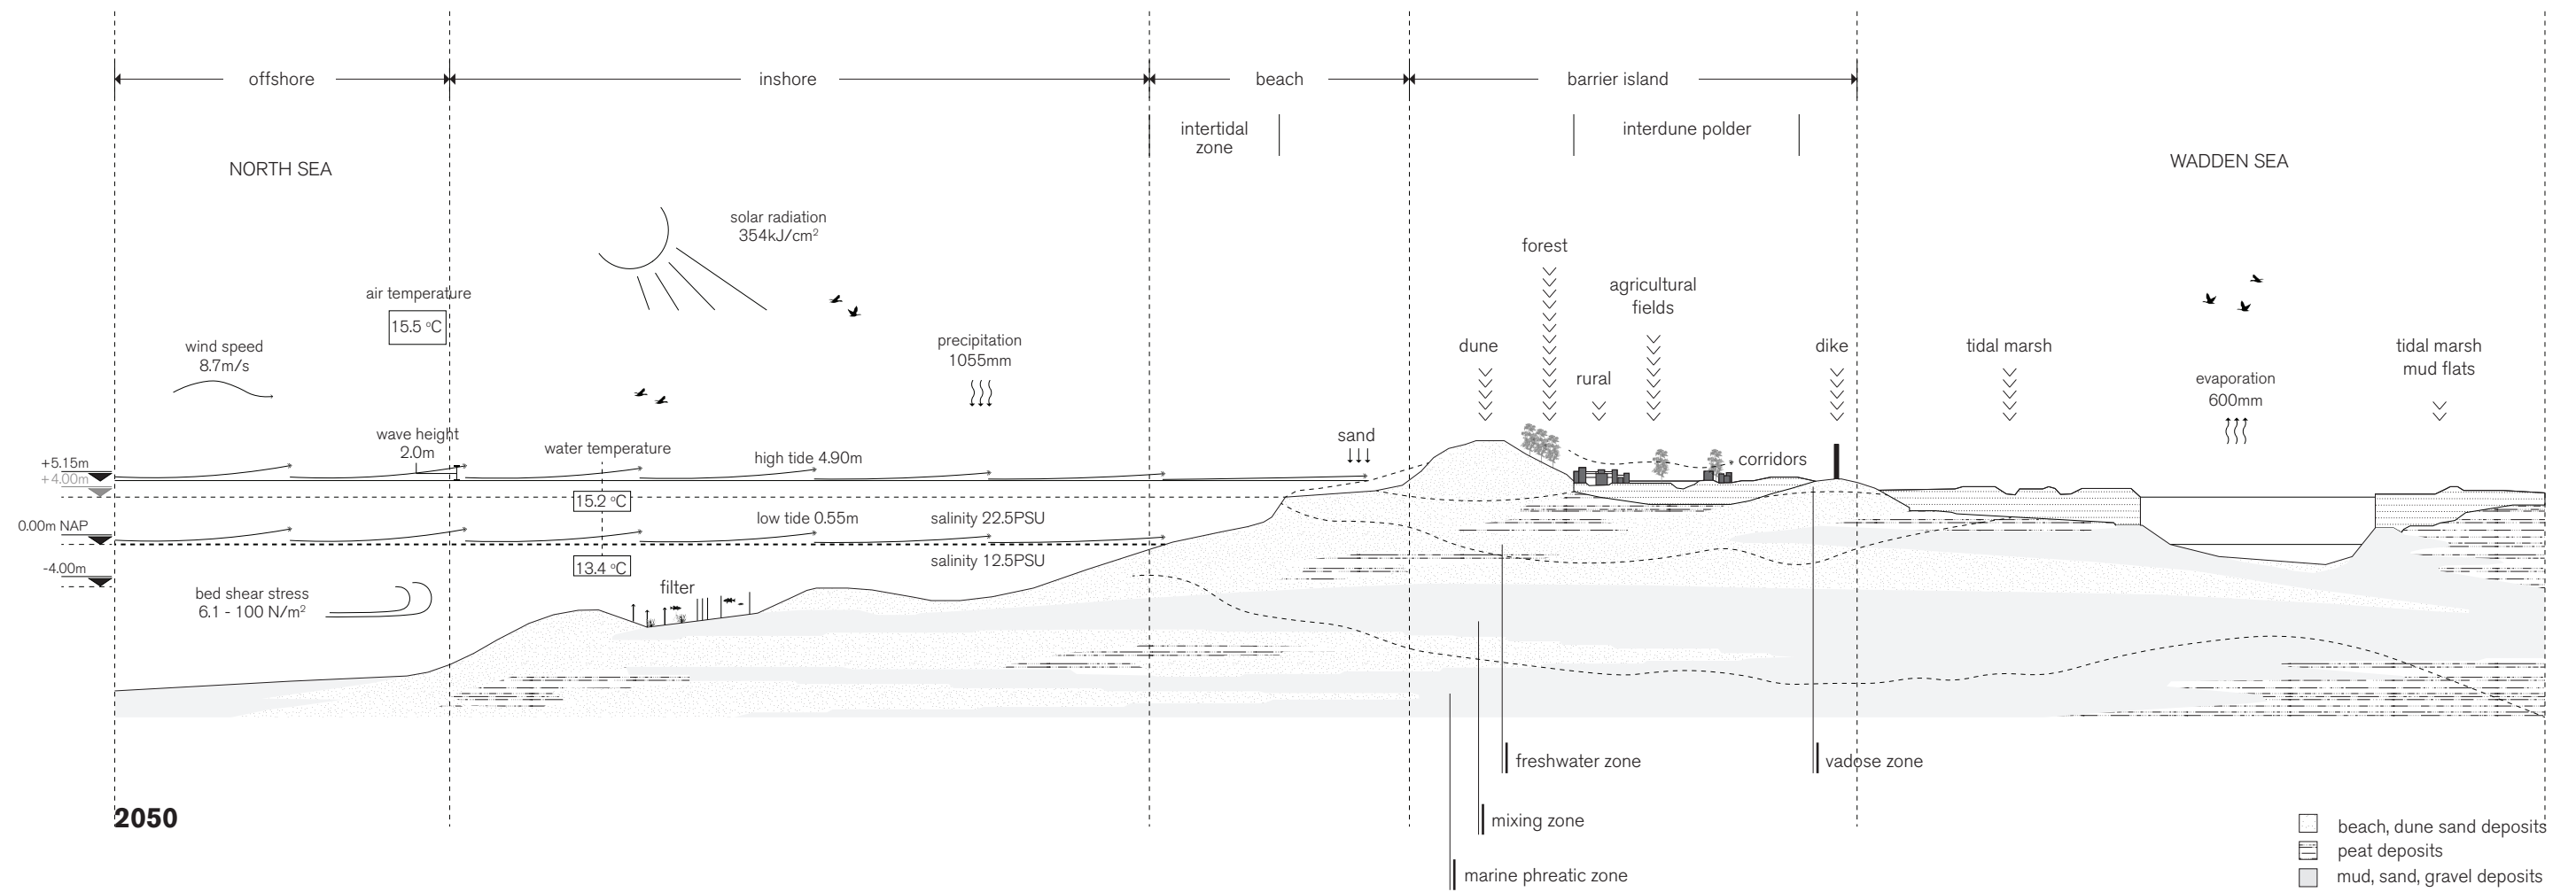 offshore
inshore
beach
barrier island
intertidal
zone
interdune polder
NORTH SEA
WADDEN SEA
solar radiation
354kJ/cm²
forest
agricultural
fields
air temperature
15.5 °C
wind speed
8.7m/s
precipitation
1055mm
dune
rural
dike
tidal marsh
tidal marsh
mud flats
evaporation
600mm
wave height
2.0m
water temperature
high tide 4.90m
sand
corridors
+5.15m
+4.00m
15.2 °C
0.00m NAP
low tide 0.55m
salinity 22.5PSU
salinity 12.5PSU
-4.00m
13.4 °C
bed shear stress
6.1 - 100 N/m²
filter
freshwater zone
vadose zone
2050
mixing zone
marine phreatic zone
beach, dune sand deposits
peat deposits
mud, sand, gravel deposits